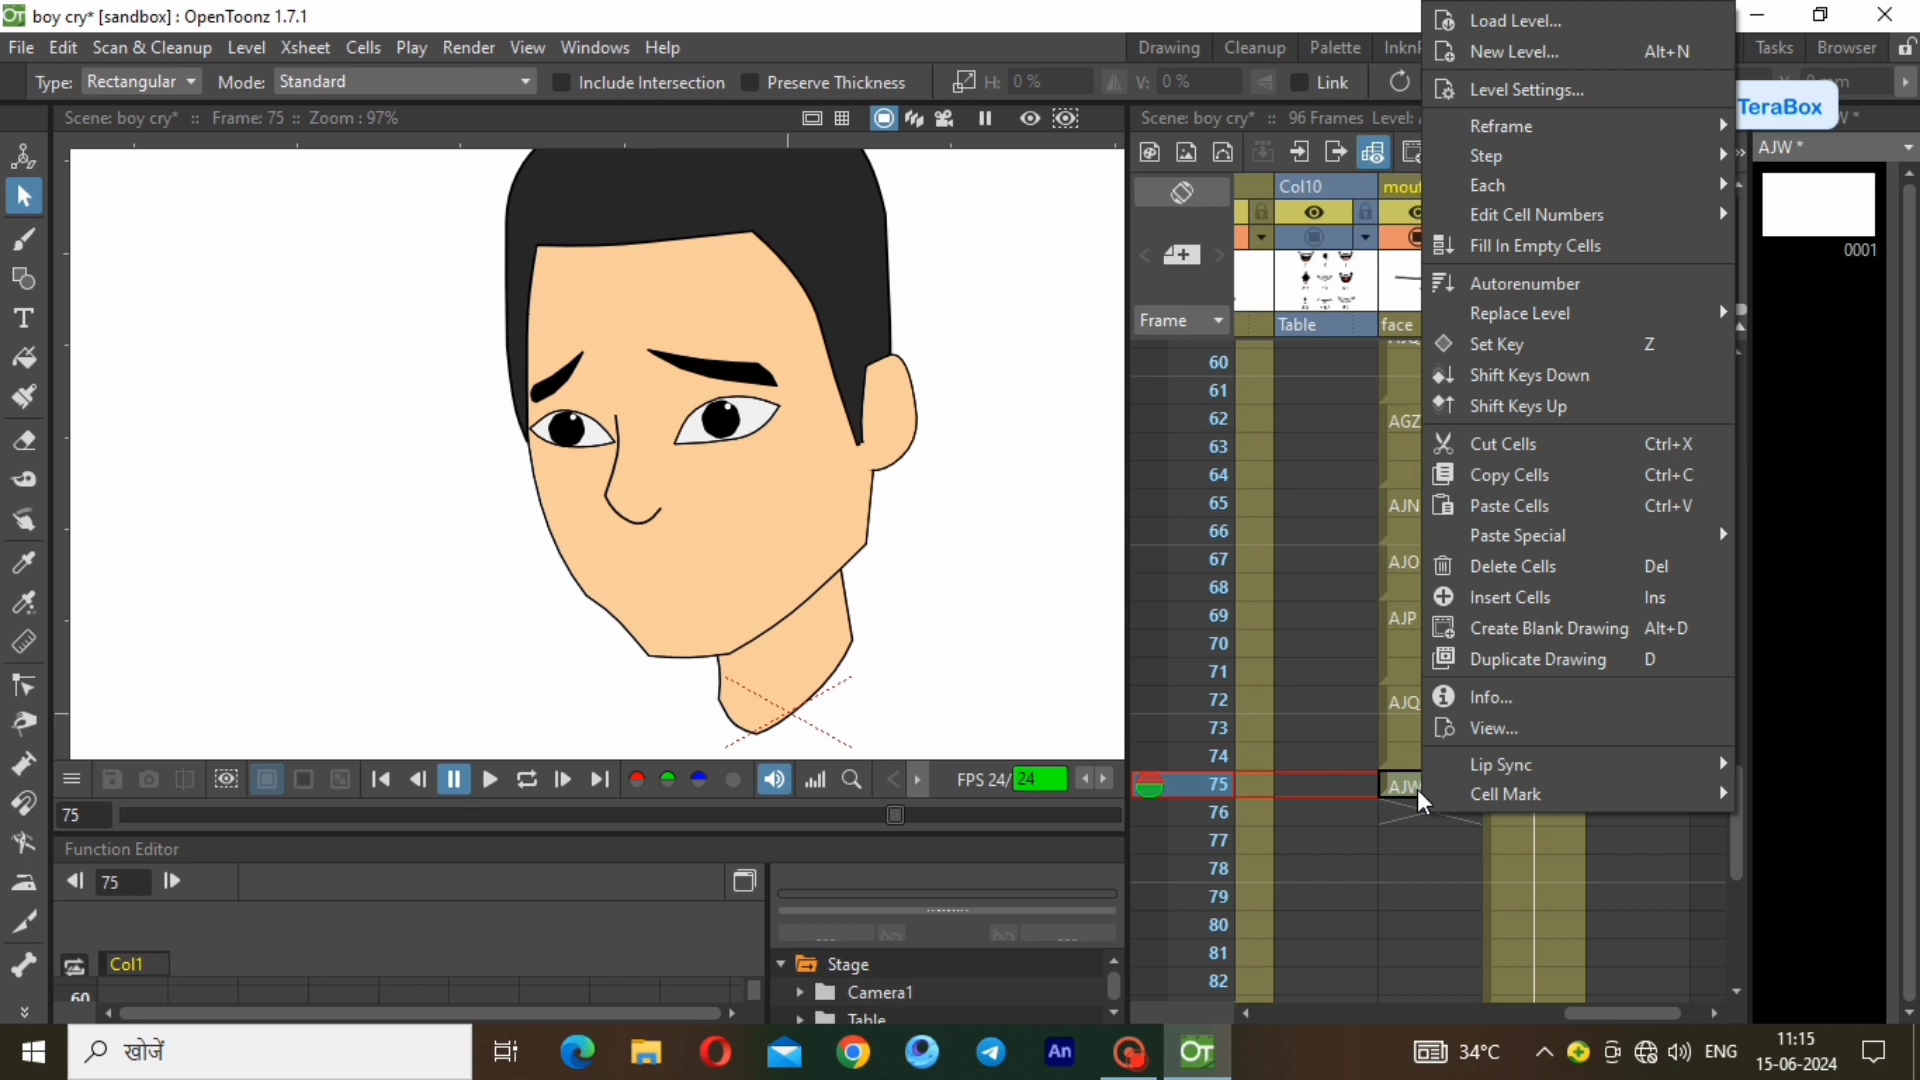 boy cry* [sandbox] : OpenToonz 1.7.1
File Edit Scan & Cleanup Level Xsheet Cells Play Render View Windows Help
Drawing Cleanup Palette Tasks Browser
Type: Rectangular Mode: Standard Include Intersection Preserve Thickness H: 0 % V: 0 % Link
Scene: boy cry* :: Frame: 75 :: Zoom : 97%
Scene: boy cry* :: 96 Frames Level:
TeraBox
AJW *
0001
Col10
Frame
Table face
60
61
62 AGZ
63
64
65 AJN
66
67 AJO
68
69 AJP
70
71
72 AJQ
73
74
75 AJW
76
77
78
79
80
81
82
Load Level...
New Level... Alt+N
Level Settings...
Reframe
Step
Each
Edit Cell Numbers
Fill In Empty Cells
Autorenumber
Replace Level
Set Key Z
Shift Keys Down
Shift Keys Up
Cut Cells Ctrl+X
Copy Cells Ctrl+C
Paste Cells Ctrl+V
Paste Special
Delete Cells Del
Insert Cells Ins
Create Blank Drawing Alt+D
Duplicate Drawing D
Info...
View...
Lip Sync
Cell Mark
FPS 24/ 24
75
Function Editor
75
Col1
60
Stage
Camera1
Table
खोजें
An
OT
34°C
ENG
11:15
15-06-2024